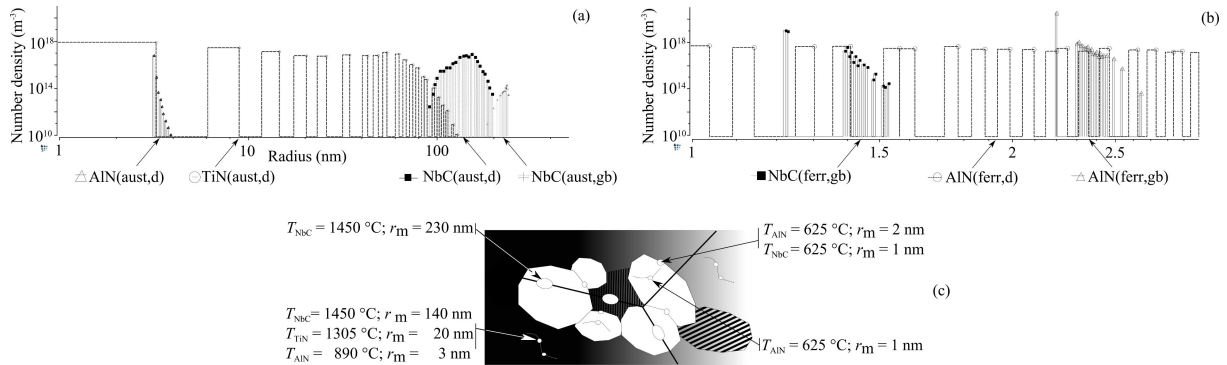 (a)
Number density (m⁻³)
10¹⁸
10¹⁴
10¹⁰
1 10 100
Radius (nm)
AlN(aust,d) TiN(aust,d) NbC(aust,d) NbC(aust,gb)
(b)
Number density (m⁻³)
10¹⁸
10¹⁴
10¹⁰
1 1.5 2 2.5
NbC(ferr,gb) AlN(ferr,d) AlN(ferr,gb)
T_NbC = 1450 °C; r_m = 230 nm
T_AlN = 625 °C; r_m = 2 nm
T_NbC = 625 °C; r_m = 1 nm
(c)
T_NbC = 1450 °C; r_m = 140 nm
T_TiN = 1305 °C; r_m = 20 nm
T_AlN = 890 °C; r_m = 3 nm
T_AlN = 625 °C; r_m = 1 nm